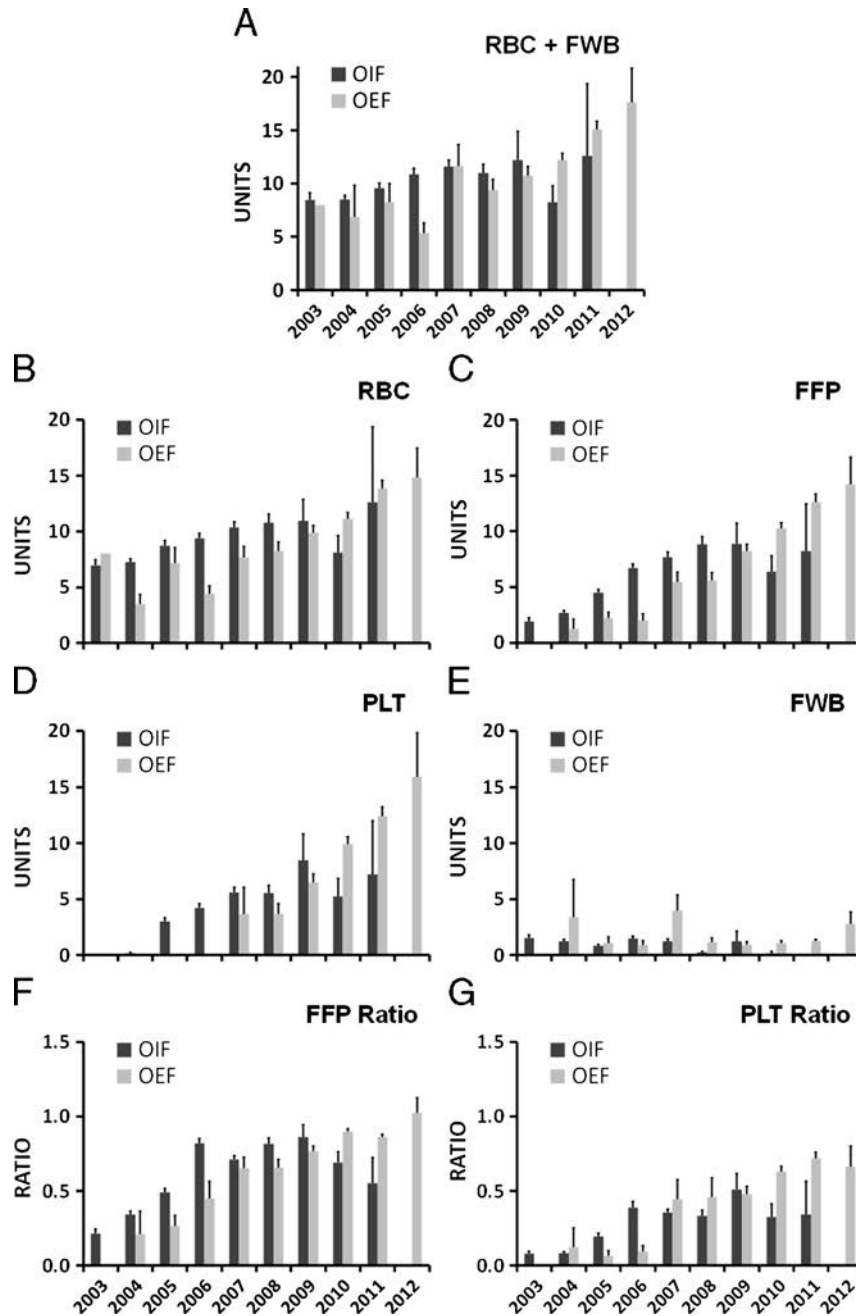 A
RBC + FWB
OIF
OEF
20
15
10
5
0
UNITS
2003 2004 2005 2006 2007 2008 2009 2010 2011 2012
B
RBC
OIF
OEF
20
15
10
5
0
UNITS
C
FFP
OIF
OEF
20
15
10
5
0
UNITS
D
PLT
OIF
OEF
20
15
10
5
0
UNITS
E
FWB
OIF
OEF
20
15
10
5
0
UNITS
F
FFP Ratio
OIF
OEF
1.5
1.0
0.5
0.0
RATIO
2003 2004 2005 2006 2007 2008 2009 2010 2011 2012
G
PLT Ratio
OIF
OEF
1.5
1.0
0.5
0.0
RATIO
2003 2004 2005 2006 2007 2008 2009 2010 2011 2012